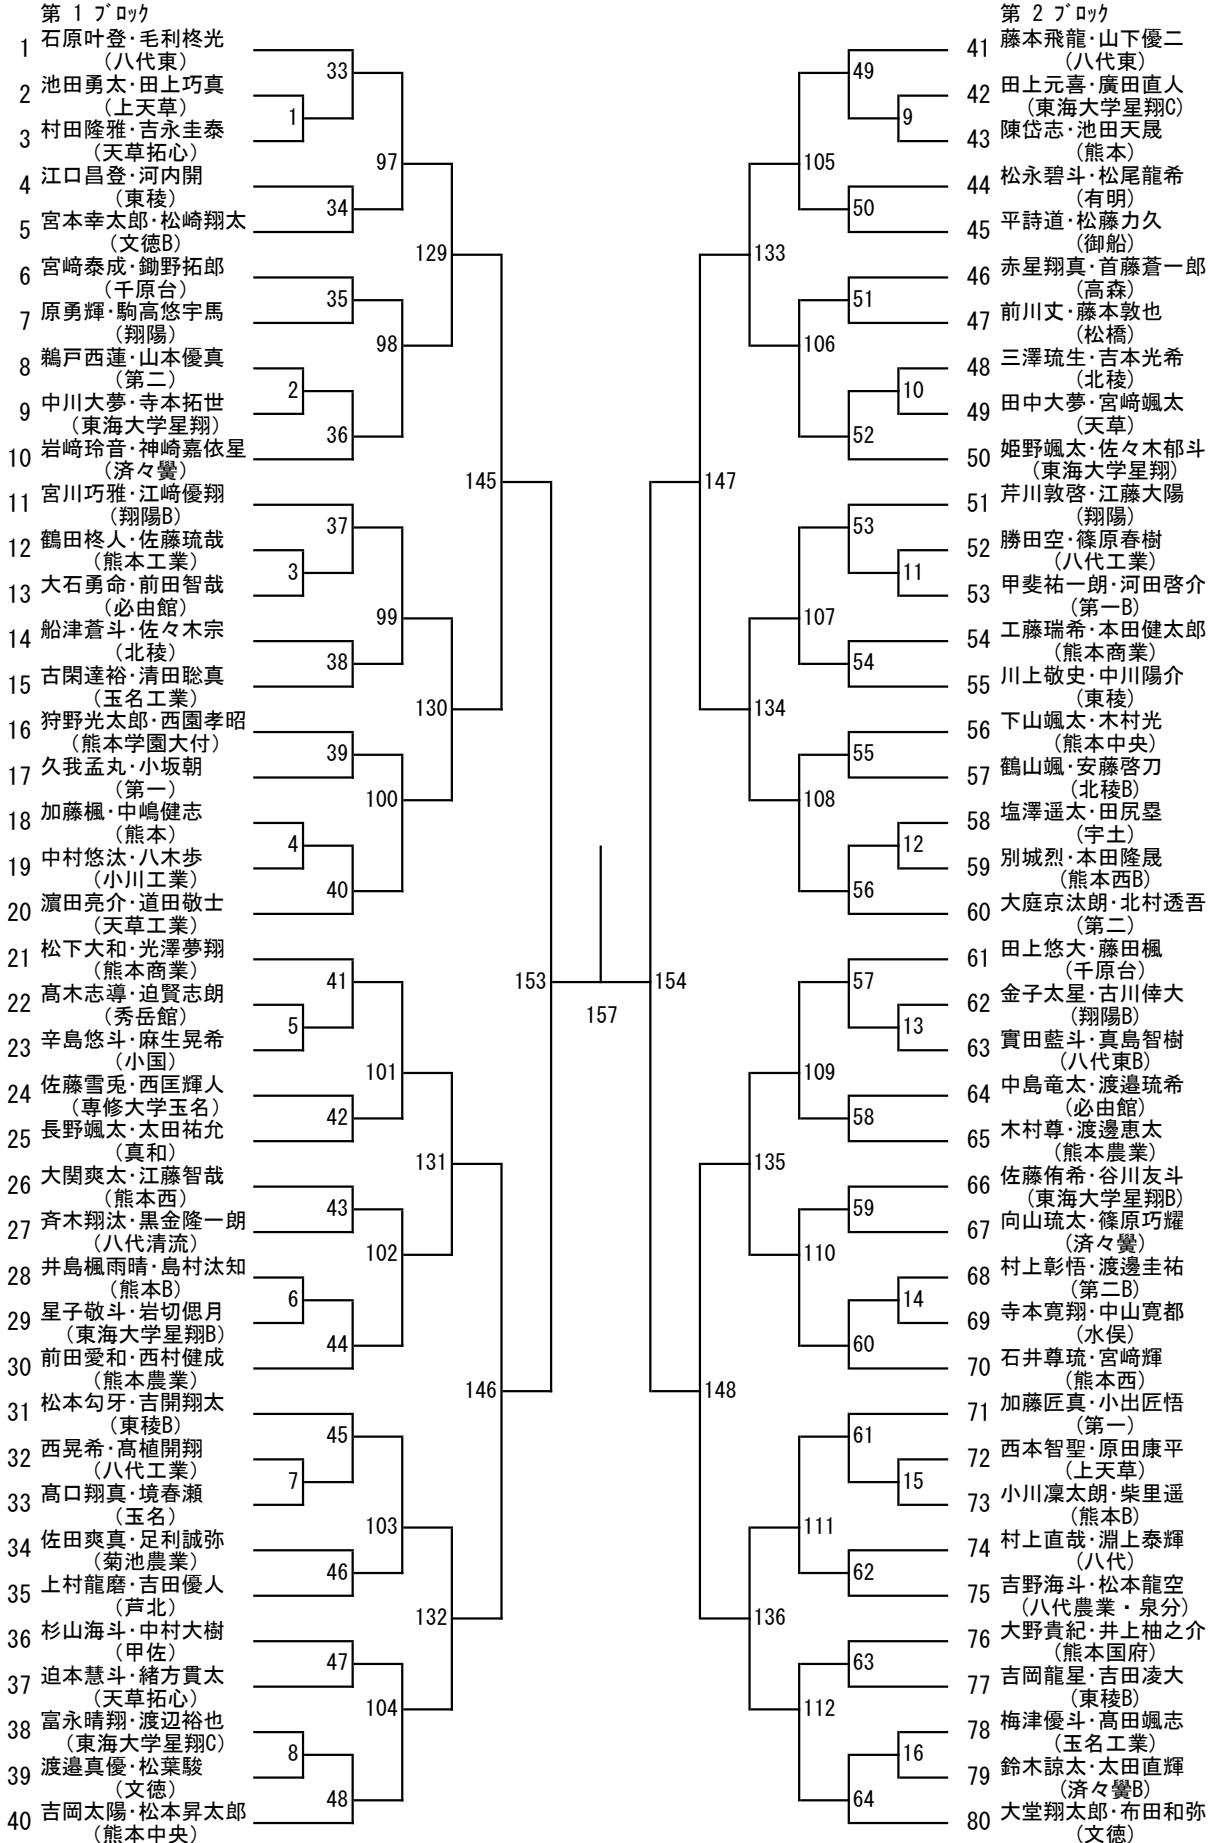 第 1 ﾌﾞﾛｯｸ
1 石原叶登･毛利柊光
(八代東)
2 池田勇太･田上巧真
(上天草)
3 村田隆雅･吉永圭泰
(天草拓心)
4 江口昌登･河内開
(東稜)
5 宮本幸太郎･松崎翔太
(文徳B)
6 宮﨑泰成･鋤野拓郎
(千原台)
7 原勇輝･駒高悠宇馬
(翔陽)
8 鵜戸西蓮･山本優真
(第二)
9 中川大夢･寺本拓世
(東海大学星翔)
10 岩﨑玲音･神崎嘉依星
(済々黌)
11 宮川巧雅･江﨑優翔
(翔陽B)
12 鶴田柊人･佐藤琉哉
(熊本工業)
13 大石勇命･前田智哉
(必由館)
14 船津蒼斗･佐々木宗
(北稜)
15 古閑達裕･清田聡真
(玉名工業)
16 狩野光太郎･西園孝昭
(熊本学園大付)
17 久我孟丸･小坂朝
(第一)
18 加藤楓･中嶋健志
(熊本)
19 中村悠汰･八木歩
(小川工業)
20 濵田亮介･道田敬士
(天草工業)
21 松下大和･光澤夢翔
(熊本商業)
22 髙木志導･迫賢志朗
(秀岳館)
23 辛島悠斗･麻生晃希
(小国)
24 佐藤雪兎･西匡輝人
(専修大学玉名)
25 長野颯太･太田祐允
(真和)
26 大関爽太･江藤智哉
(熊本西)
27 斉木翔汰･黒金隆一朗
(八代清流)
28 井島楓雨晴･島村汰知
(熊本B)
29 星子敬斗･岩切偲月
(東海大学星翔B)
30 前田愛和･西村健成
(熊本農業)
31 松本勾牙･吉開翔太
(東稜B)
32 西晃希･髙植開翔
(八代工業)
33 髙口翔真･境春瀬
(玉名)
34 佐田爽真･足利誠弥
(菊池農業)
35 上村龍磨･吉田優人
(芦北)
36 杉山海斗･中村大樹
(甲佐)
37 迫本慧斗･緒方貫太
(天草拓心)
38 富永晴翔･渡辺裕也
(東海大学星翔C)
39 渡邉真優･松葉駿
(文徳)
40 吉岡太陽･松本昇太郎
(熊本中央)
1
2
3
4
5
6
7
8
33
34
35
36
37
38
39
40
41
42
43
44
45
46
47
48
97
98
99
100
101
102
103
104
129
130
131
132
145
146
153
157
154
147
148
133
134
135
136
105
106
107
108
109
110
111
112
49
50
51
52
53
54
55
56
57
58
59
60
61
62
63
64
9
10
11
12
13
14
15
16
第 2 ﾌﾞﾛｯｸ
41 藤本飛龍･山下優二
(八代東)
42 田上元喜･廣田直人
(東海大学星翔C)
43 陳岱志･池田天晟
(熊本)
44 松永碧斗･松尾龍希
(有明)
45 平詩道･松藤力久
(御船)
46 赤星翔真･首藤蒼一郎
(高森)
47 前川丈･藤本敦也
(松橋)
48 三澤琉生･吉本光希
(北稜)
49 田中大夢･宮﨑颯太
(天草)
50 姫野颯太･佐々木郁斗
(東海大学星翔)
51 芹川敦啓･江藤大陽
(翔陽)
52 勝田空･篠原春樹
(八代工業)
53 甲斐祐一朗･河田啓介
(第一B)
54 工藤瑞希･本田健太郎
(熊本商業)
55 川上敬史･中川陽介
(東稜)
56 下山颯太･木村光
(熊本中央)
57 鶴山颯･安藤啓刀
(北稜B)
58 塩澤遥太･田尻塁
(宇土)
59 別城烈･本田隆晟
(熊本西B)
60 大庭京汰朗･北村透吾
(第二)
61 田上悠大･藤田楓
(千原台)
62 金子太星･古川倖大
(翔陽B)
63 實田藍斗･真島智樹
(八代東B)
64 中島竜太･渡邉琉希
(必由館)
65 木村尊･渡邊恵太
(熊本農業)
66 佐藤侑希･谷川友斗
(東海大学星翔B)
67 向山琉太･篠原巧耀
(済々黌)
68 村上彰悟･渡邊圭祐
(第二B)
69 寺本寛翔･中山寛都
(水俣)
70 石井尊琉･宮﨑輝
(熊本西)
71 加藤匠真･小出匠悟
(第一)
72 西本智聖･原田康平
(上天草)
73 小川凜太朗･柴里遥
(熊本B)
74 村上直哉･淵上泰輝
(八代)
75 吉野海斗･松本龍空
(八代農業・泉分)
76 大野貴紀･井上柚之介
(熊本国府)
77 吉岡龍星･吉田凌大
(東稜B)
78 梅津優斗･髙田颯志
(玉名工業)
79 鈴木諒太･太田直輝
(済々黌B)
80 大堂翔太郎･布田和弥
(文徳)